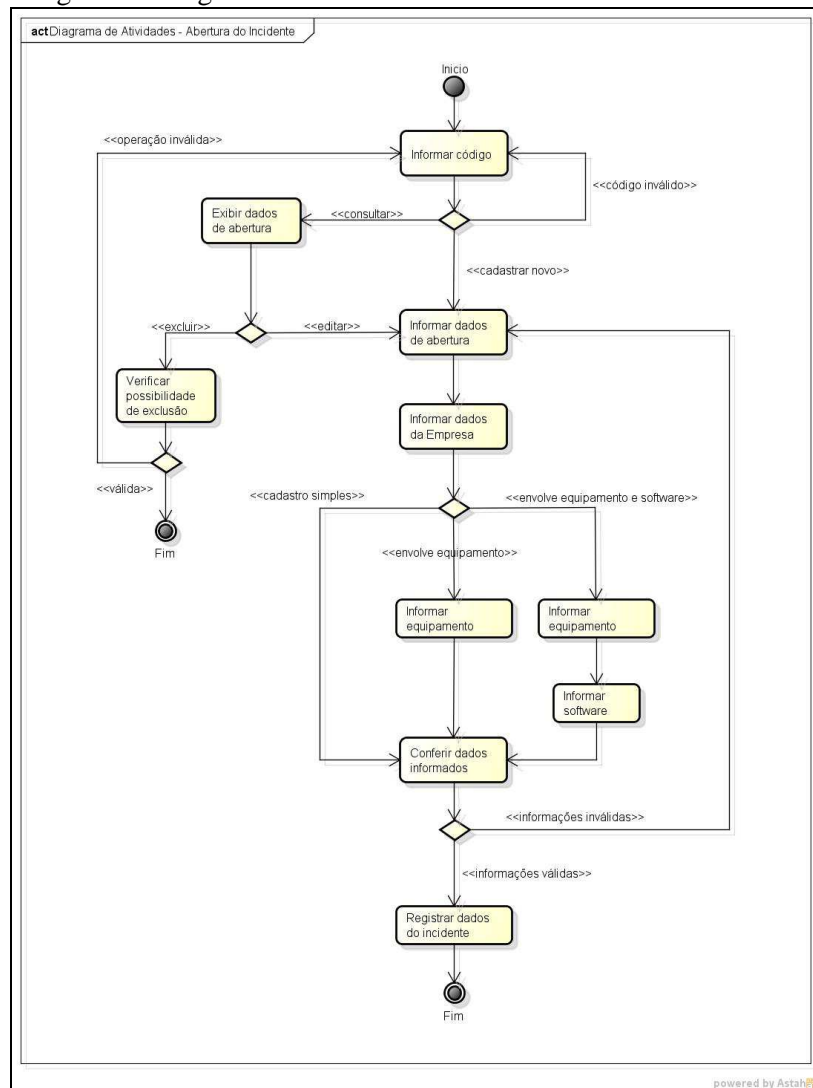 act Diagrama de Atividades - Abertura do Incidente
Inicio
<<operação inválida>>
Informar código
<<código inválido>>
Exibir dados
de abertura
<<consultar>>
<<cadastrar novo>>
<<excluir>>
<<editar>>
Informar dados
de abertura
Verificar
possibilidade
de exclusão
Informar dados
da Empresa
<<válida>>
<<cadastro simples>>
<<envolve equipamento e software>>
Fim
<<envolve equipamento>>
Informar
equipamento
Informar
equipamento
Informar
software
Conferir dados
informados
<<informações inválidas>>
<<informações válidas>>
Registrar dados
do incidente
Fim
powered by Astah